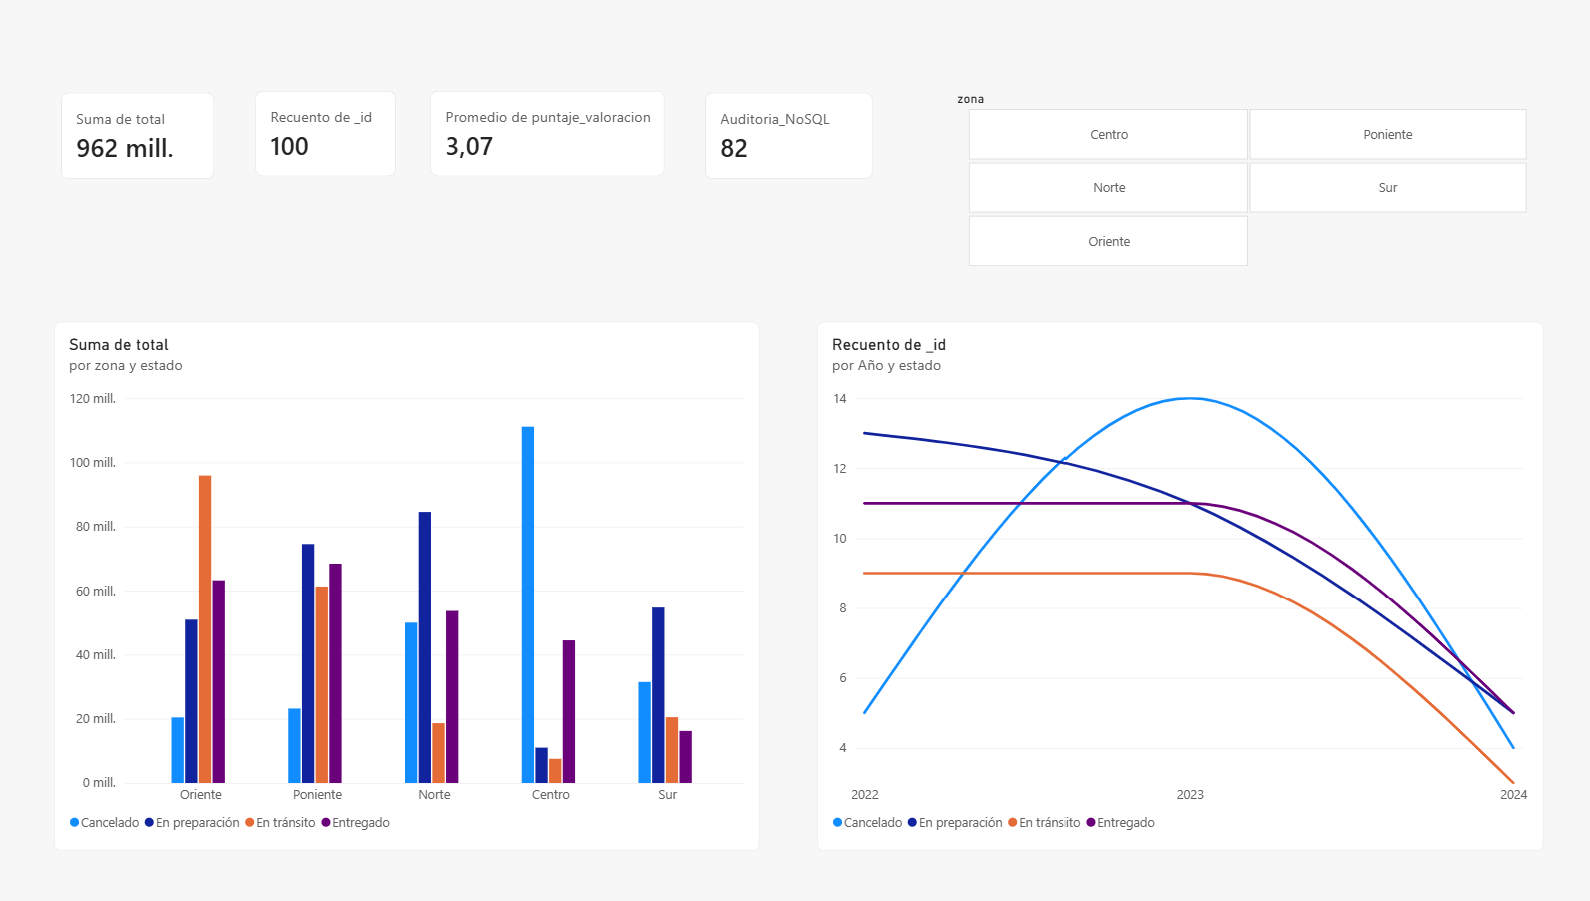 Suma de total
962 mill.
Recuento de _id
100
Promedio de puntaje_valoracion
3,07
Auditoria_NoSQL
82
zona
Centro
Poniente
Norte
Sur
Oriente
Suma de total
por zona y estado
120 mill.
100 mill.
80 mill.
60 mill.
40 mill.
20 mill.
0 mill.
Oriente Poniente Norte Centro Sur
Cancelado En preparación En tránsito Entregado
Recuento de _id
por Año y estado
14
12
10
8
6
4
2022 2023 2024
Cancelado En preparación En tránsito Entregado